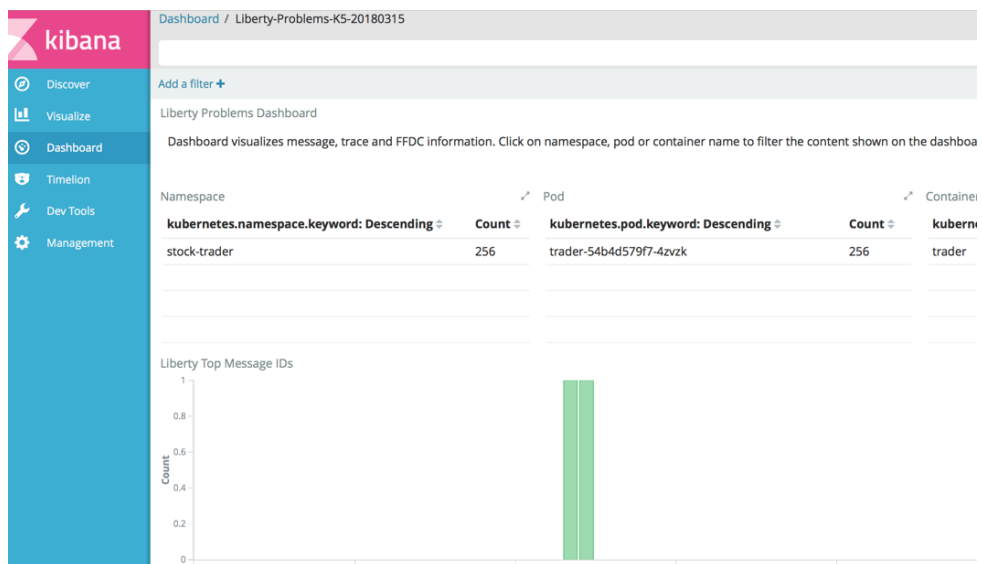 kibana
Discover
Visualize
Dashboard
Timelion
Dev Tools
Management
Dashboard / Liberty-Problems-K5-20180315
Add a filter +
Liberty Problems Dashboard
Dashboard visualizes message, trace and FFDC information. Click on namespace, pod or container name to filter the content shown on the dashboa
Namespace
kubernetes.namespace.keyword: Descending Count
stock-trader 256
Pod
kubernetes.pod.keyword: Descending Count
trader-54b4d579f7-4zvzk 256
Container
kuberne
trader
Liberty Top Message IDs
Count
1
0.8
0.6
0.4
0.2
0